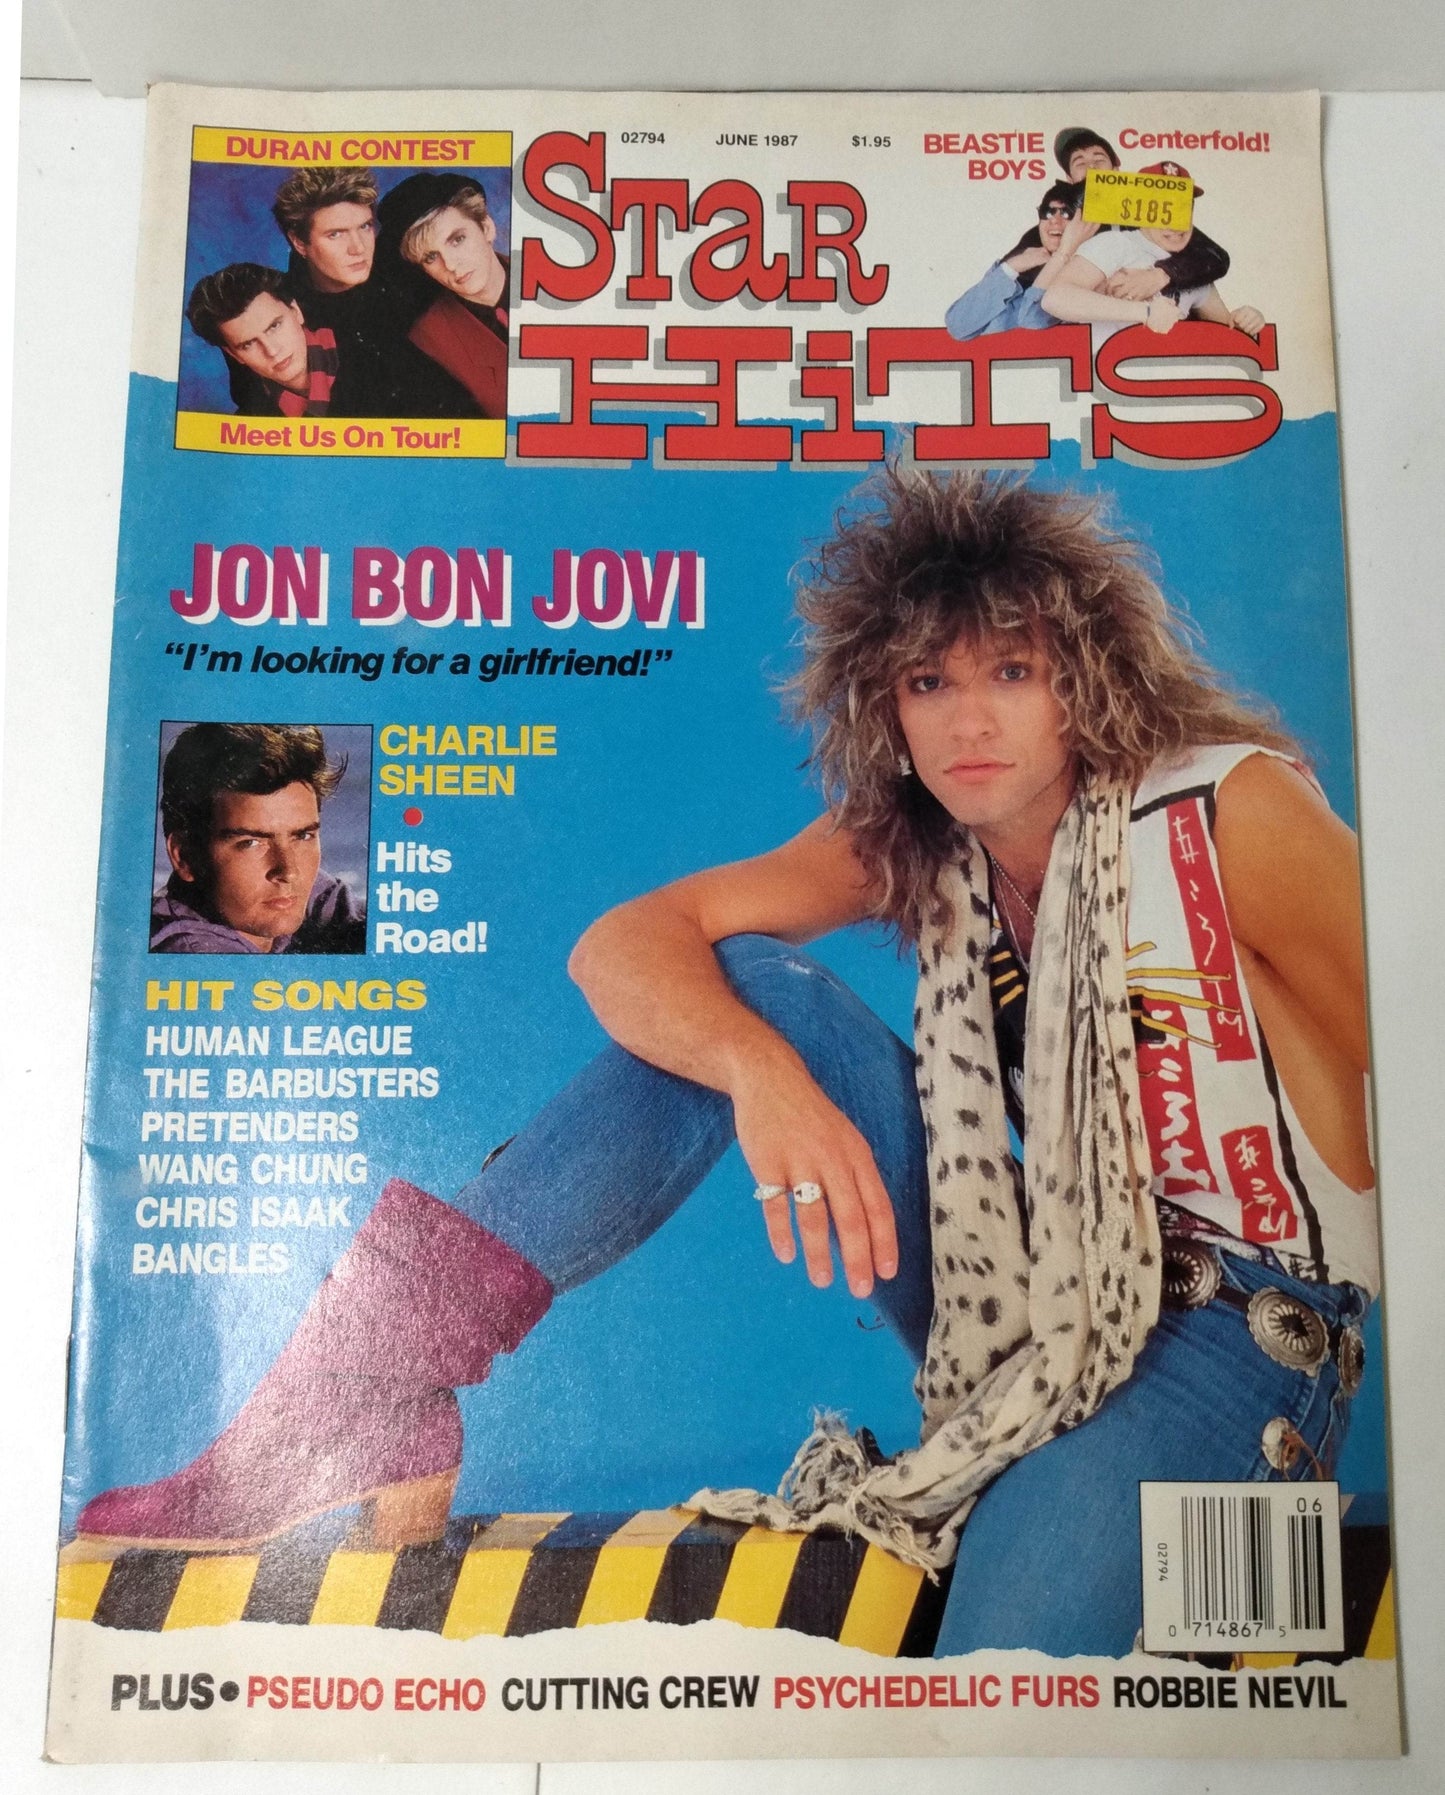 DURAN CONTEST
Meet Us On Tour!
02794 JUNE 1987 $1.95
STaR
HiTS
BEASTIE
BOYS
Centerfold!
NON-FOODS
$185
JON BON JOVI
“I’m looking for a girlfriend!”
CHARLIE
SHEEN
•
Hits
the
Road!
HIT SONGS
HUMAN LEAGUE
THE BARBUSTERS
PRETENDERS
WANG CHUNG
CHRIS ISAAK
BANGLES
06
02794
0 714867 5
PLUS• PSEUDO ECHO CUTTING CREW PSYCHEDELIC FURS ROBBIE NEVIL